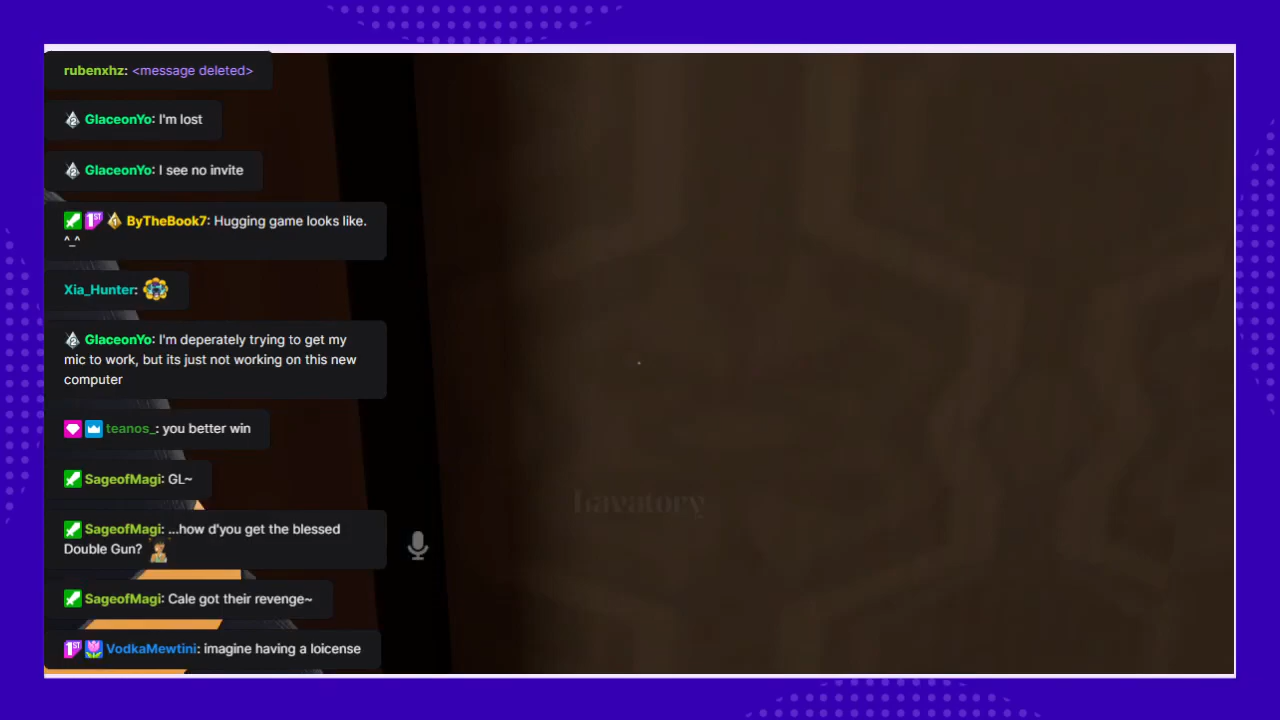 rubenxhz: <message deleted>
GlaceonYo: I'm lost
GlaceonYo: I see no invite
ByTheBook7: Hugging game looks like.
^_^
Xia_Hunter:
GlaceonYo: I'm deperately trying to get my
mic to work, but its just not working on this new
computer
teanos_: you better win
SageofMagi: GL~
SageofMagi: ...how d'you get the blessed
Double Gun?
SageofMagi: Cale got their revenge~
VodkaMewtini: imagine having a loicense
Lavatory